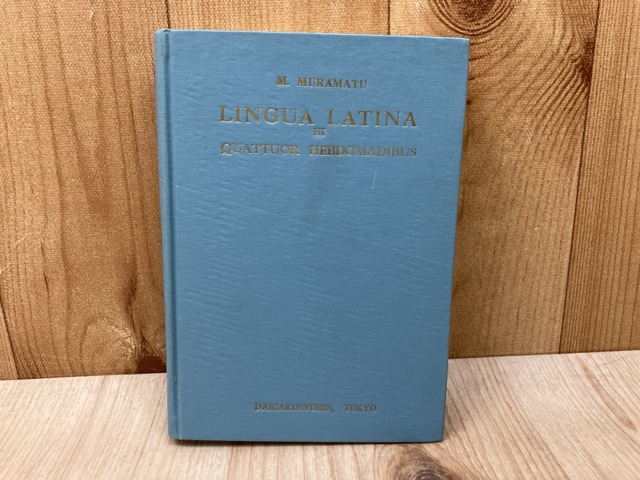 M. MURAMATU
LINGUA LATINA
IN
QUATTUOR HEBDOMADIBUS
DAIGAKUSYORIN, TOKYO